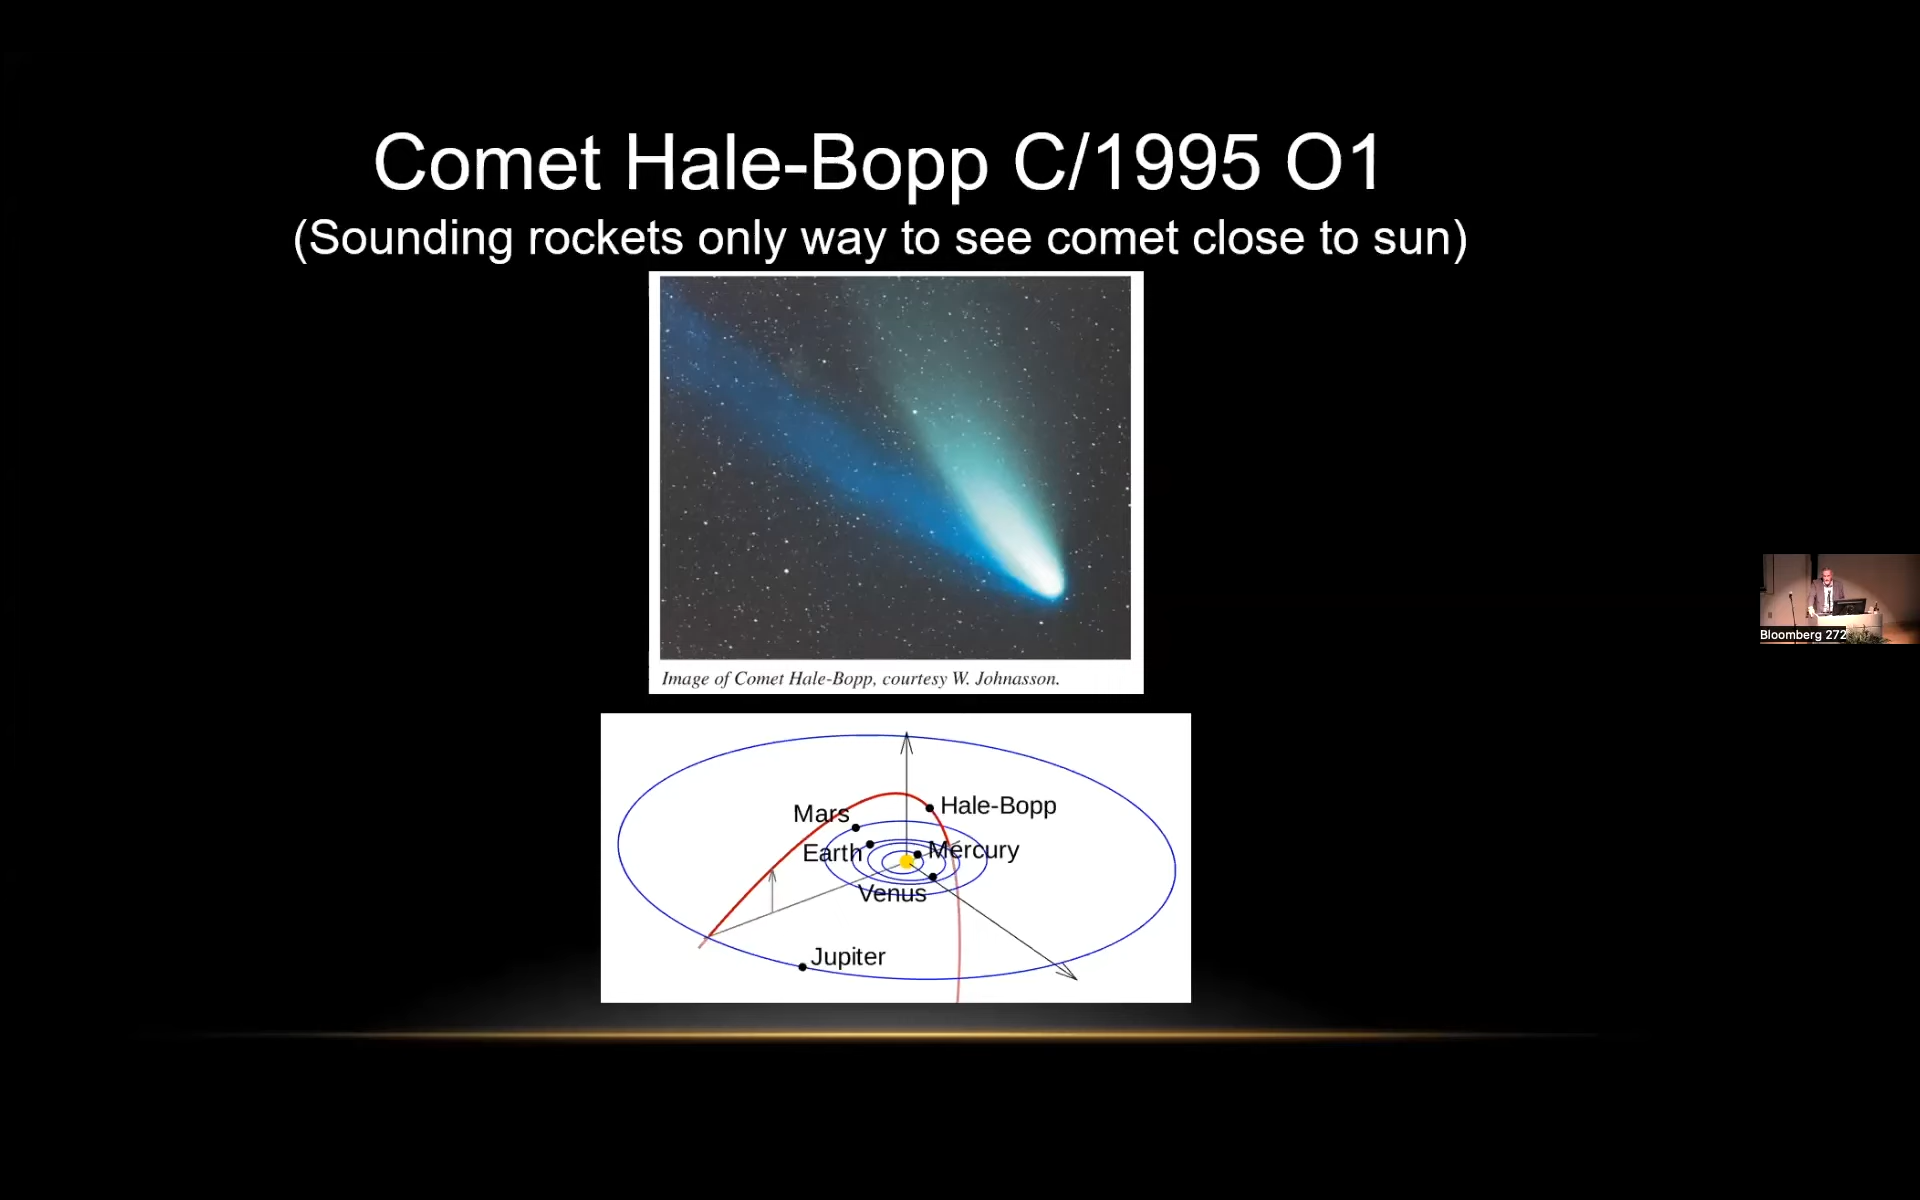 Comet Hale-Bopp C/1995 O1
(Sounding rockets only way to see comet close to sun)
Image of Comet Hale-Bopp, courtesy W. Johnasson.
Hale-Bopp
Mars
Earth
Mercury
Venus
Jupiter
Bloomberg 272